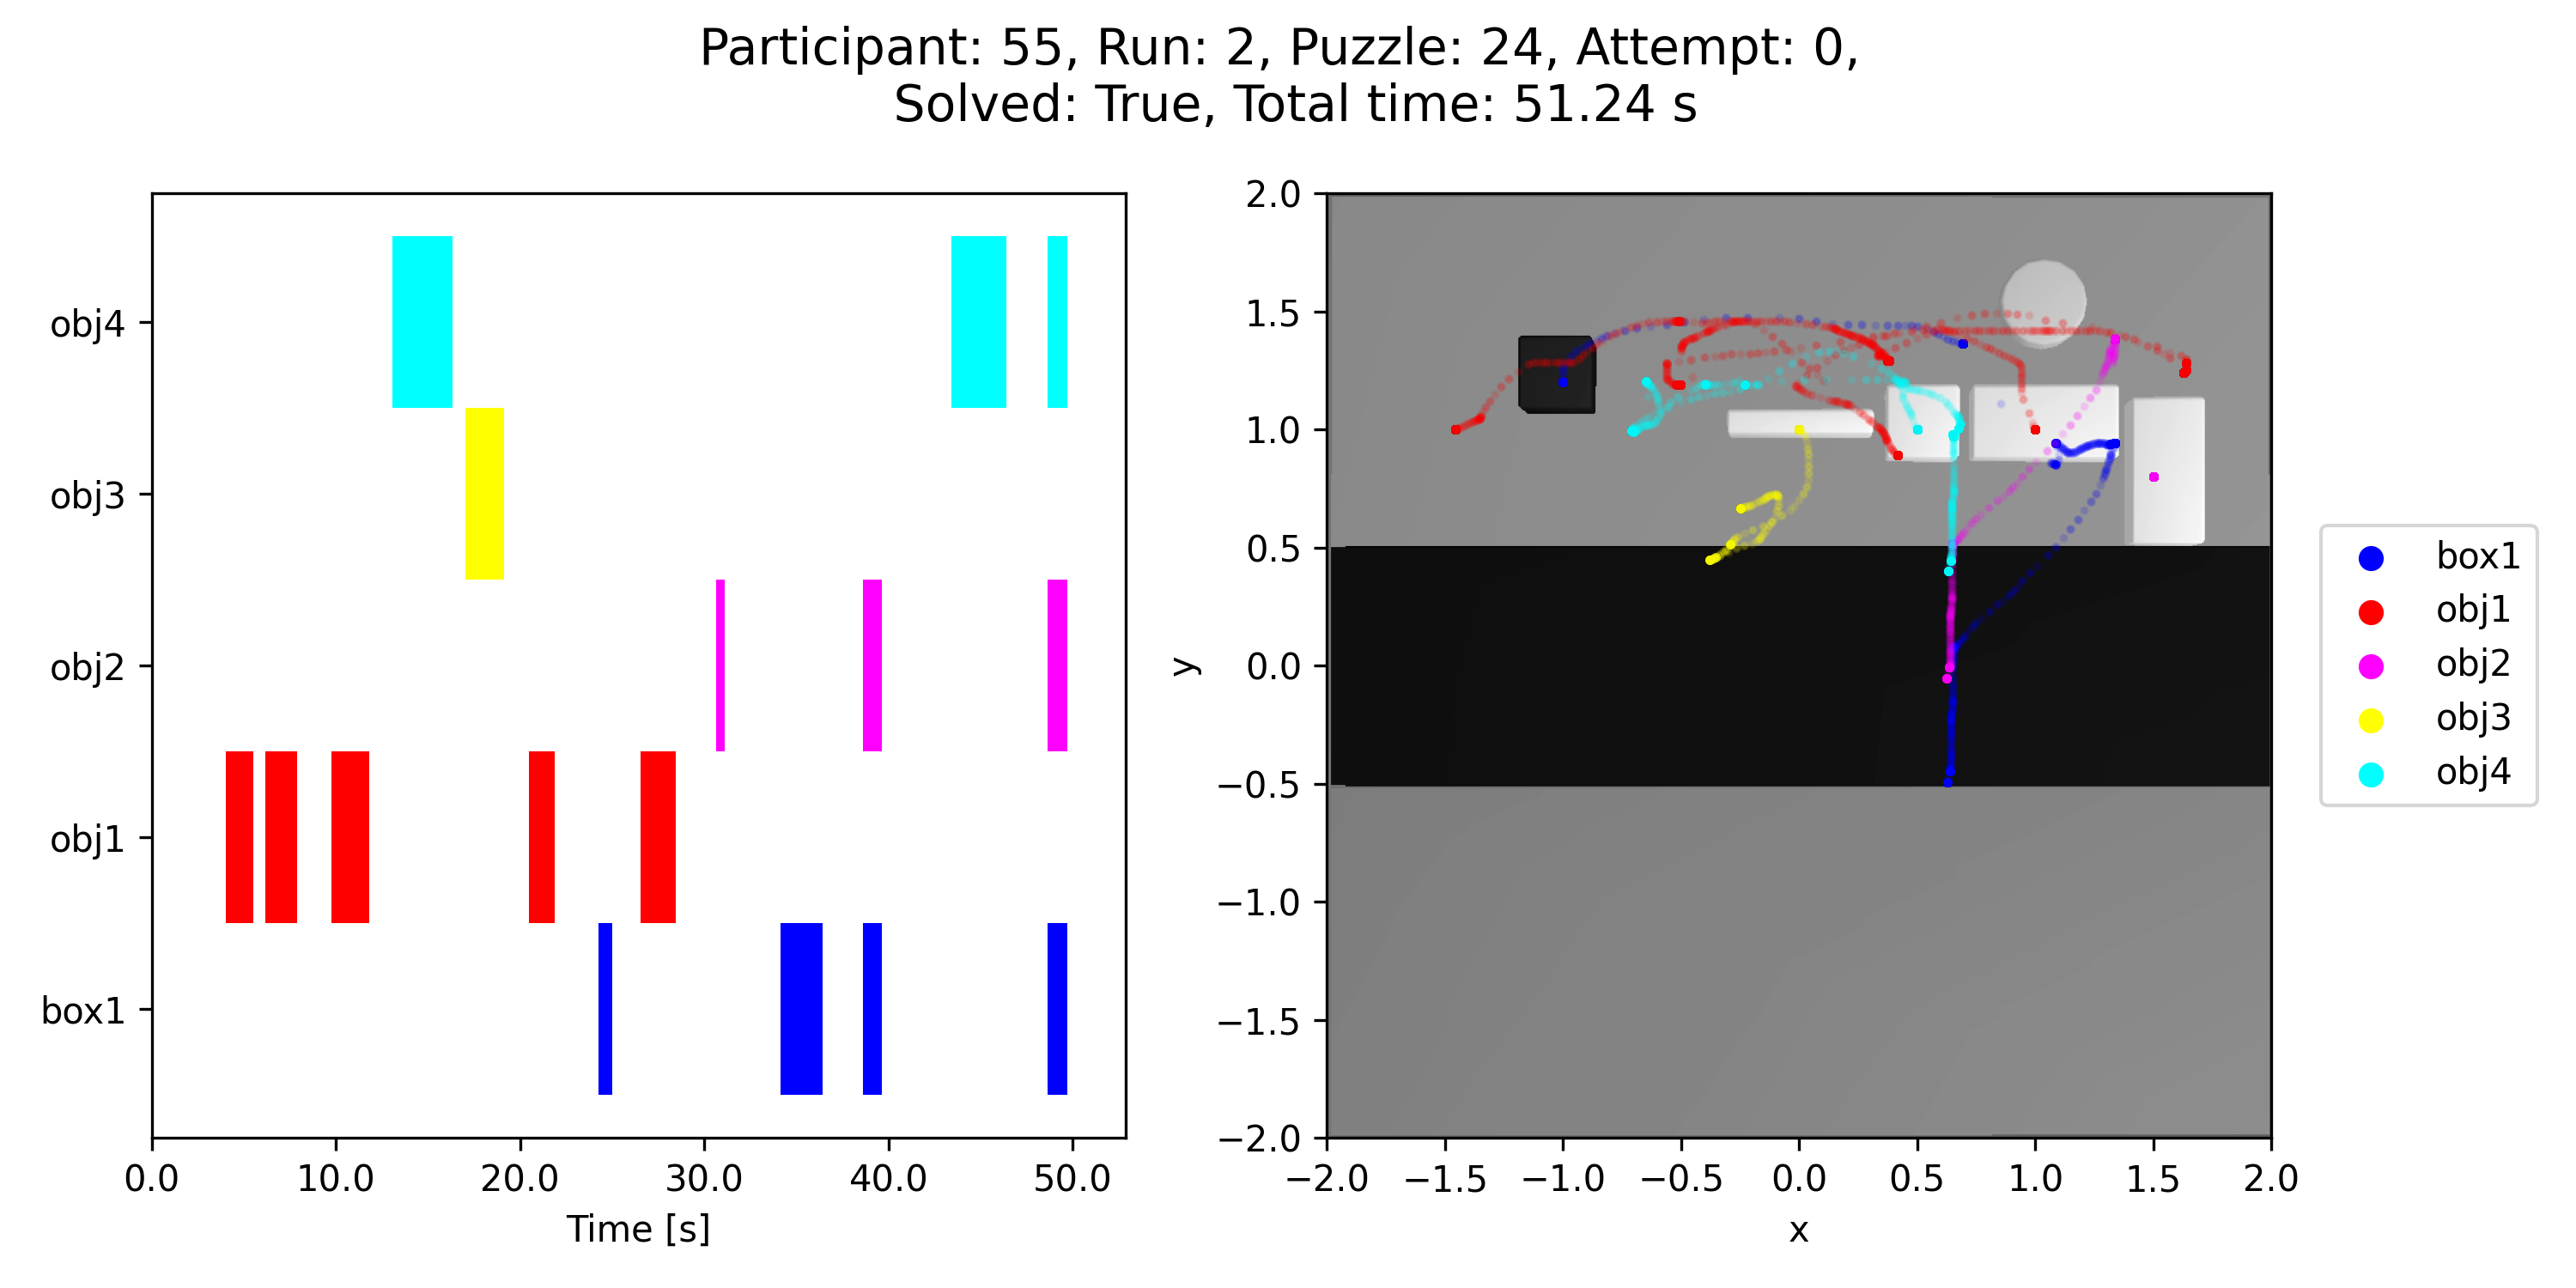 Participant: 55, Run: 2, Puzzle: 24, Attempt: 0,
Solved: True, Total time: 51.24 s
obj4
obj3
obj2
obj1
box1
0.0 10.0 20.0 30.0 40.0 50.0
Time [s]
y
2.0
1.5
1.0
0.5
0.0
−0.5
−1.0
−1.5
−2.0
−2.0 −1.5 −1.0 −0.5 0.0 0.5 1.0 1.5 2.0
x
box1
obj1
obj2
obj3
obj4